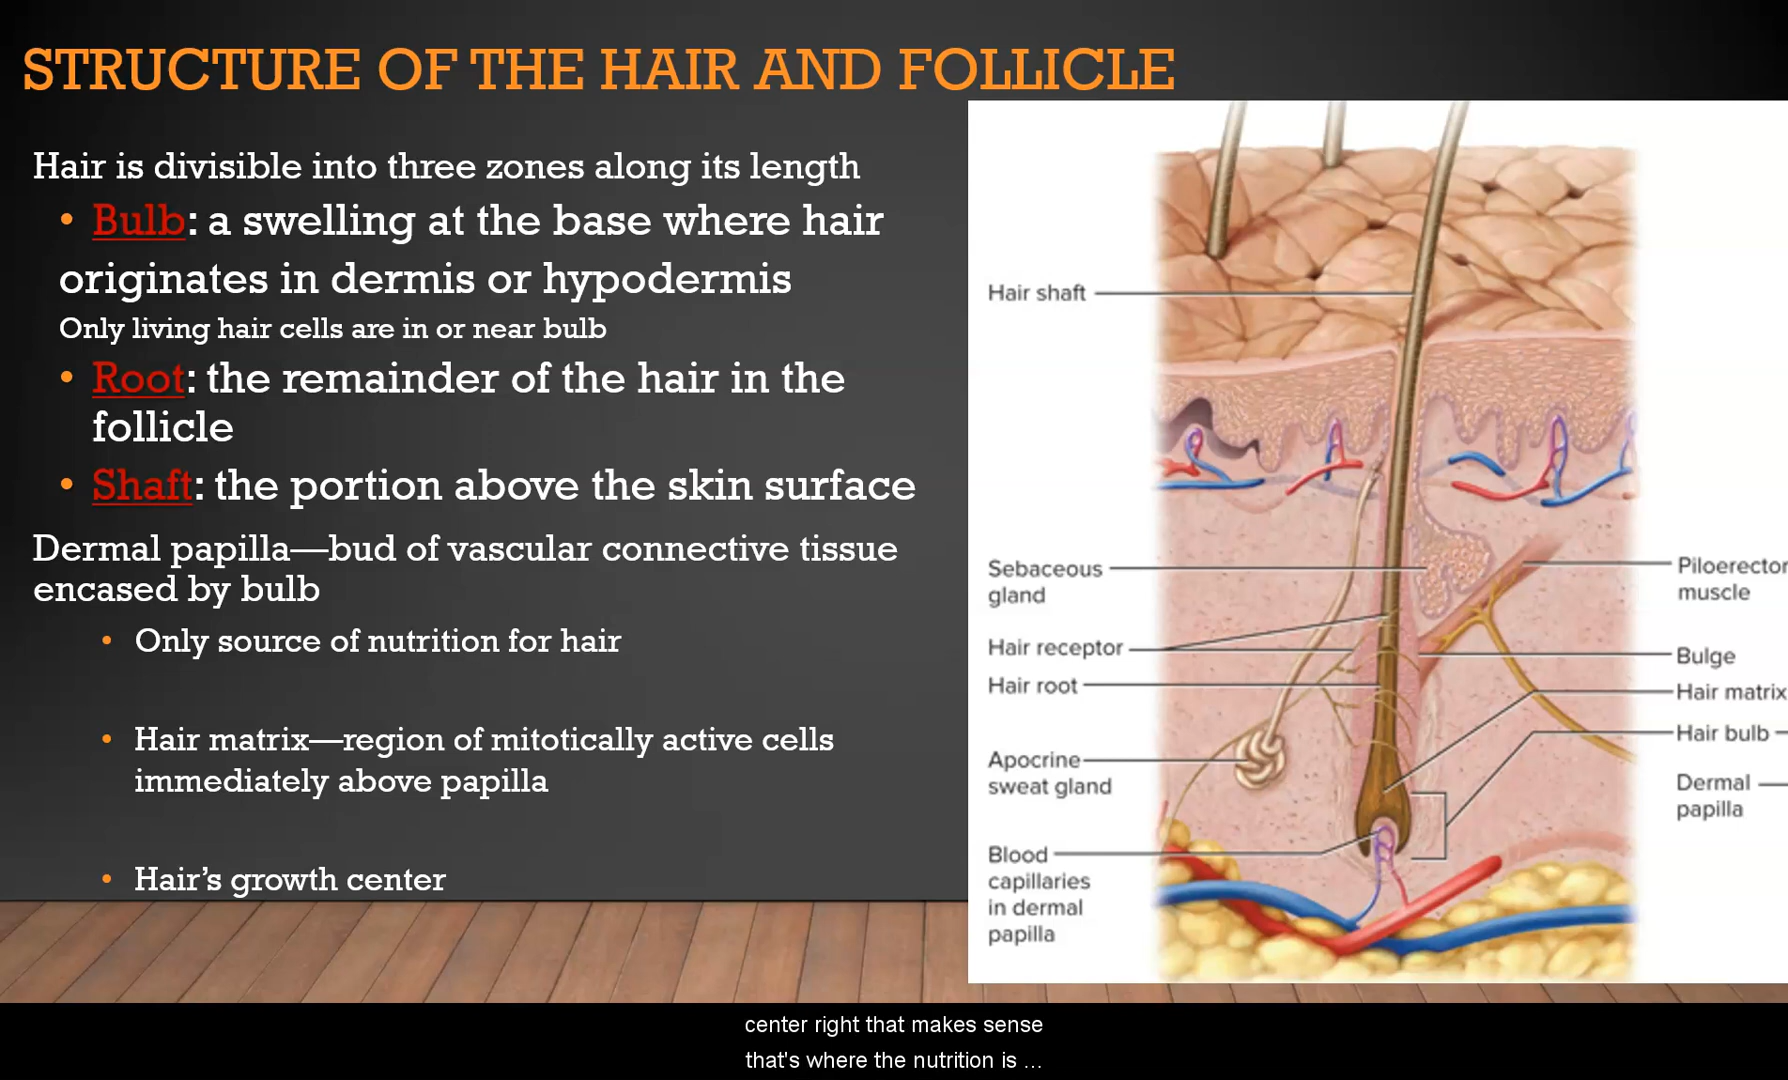 STRUCTURE OF THE HAIR AND FOLLICLE
Hair is divisible into three zones along its length
• Bulb: a swelling at the base where hair
originates in dermis or hypodermis
Only living hair cells are in or near bulb
• Root: the remainder of the hair in the
follicle
• Shaft: the portion above the skin surface
Dermal papilla—bud of vascular connective tissue
encased by bulb
• Only source of nutrition for hair
• Hair matrix—region of mitotically active cells
immediately above papilla
• Hair’s growth center
Hair shaft
Sebaceous
gland
Hair receptor
Hair root
Apocrine
sweat gland
Blood
capillaries
in dermal
papilla
Piloerector
muscle
Bulge
Hair matrix
Hair bulb
Dermal
papilla
center right that makes sense
that's where the nutrition is ...